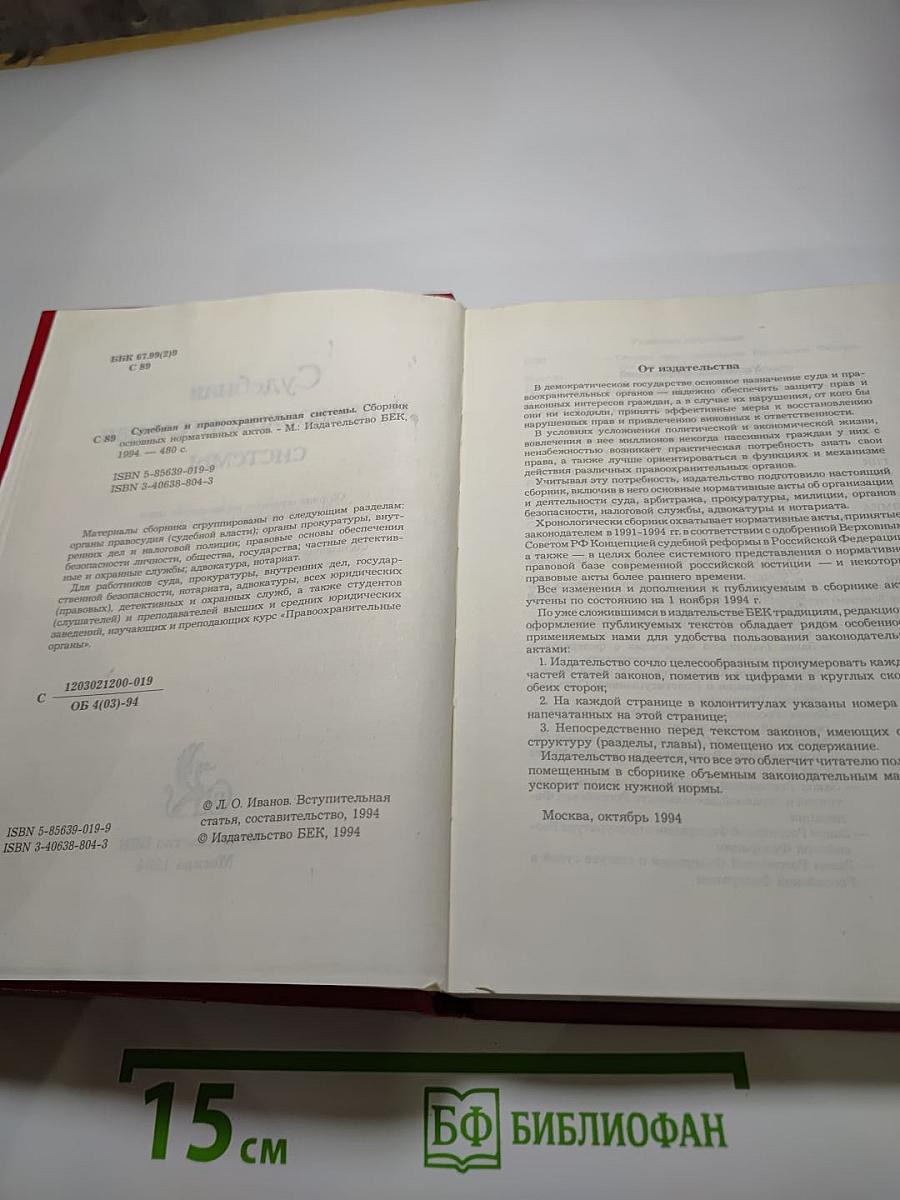 ББК 67.99(2)9
С 89
Судебная и правоохранительная системы. Сборник
С 89 основных нормативных актов. – М.: Издательство БЕК,
1994. — 480 с.
ISBN 5-85639-019-9
ISBN 3-40638-804-3
Материалы сборника сгруппированы по следующим разделам:
органы правосудия (судебной власти); органы прокуратуры, внут-
ренних дел и налоговой полиции; правовые основы обеспечения
безопасности личности, общества, государства; частные детектив-
ные и охранные службы; адвокатура, нотариат.
Для работников суда, прокуратуры, внутренних дел, государ-
ственной безопасности, нотариата, адвокатуры, всех юридических
(правовых), детективных и охранных служб, а также студентов
(слушателей) и преподавателей высших и средних юридических
заведений, изучающих и преподающих курс «Правоохранительные
органы».
С 1203021200-019
ОБ 4(03)-94
© Л. О. Иванов. Вступительная
статья, составительство, 1994
© Издательство БЕК, 1994
ISBN 5-85639-019-9
ISBN 3-40638-804-3
От издательства
В демократическом государстве основное назначение суда и пра-
воохранительных органов — надежно обеспечить защиту прав и
законных интересов граждан, а в случае их нарушения, от кого бы
они ни исходили, принять эффективные меры к восстановлению
нарушенных прав и привлечению виновных к ответственности.
В условиях усложнения политической и экономической жизни,
вовлечения в нее миллионов некогда пассивных граждан у них с
неизбежностью возникает практическая потребность знать свои
права, а также лучше ориентироваться в функциях и механизме
действия различных правоохранительных органов.
Учитывая эту потребность, издательство подготовило настоящий
сборник, включив в него основные нормативные акты об организации
и деятельности суда, арбитража, прокуратуры, милиции, органов
безопасности, налоговой службы, адвокатуры и нотариата.
Хронологически сборник охватывает нормативные акты, принятые
законодателем в 1991-1994 гг. в соответствии с одобренной Верховным
Советом РФ Концепцией судебной реформы в Российской Федерации
а также — в целях более системного представления о нормативно
правовой базе современной российской юстиции — и некоторы
правовые акты более раннего времени.
Все изменения и дополнения к публикуемым в сборнике акт
учтены по состоянию на 1 ноября 1994 г.
По уже сложившимся в издательстве БЕК традициям, редакцион
оформление публикуемых текстов обладает рядом особеннос
применяемых нами для удобства пользования законодатель
актами:
1. Издательство сочло целесообразным пронумеровать кажд
частей статей законов, пометив их цифрами в круглых ско
обеих сторон;
2. На каждой странице в колонтитулах указаны номера
напечатанных на этой странице;
3. Непосредственно перед текстом законов, имеющих с
структуру (разделы, главы), помещено их содержание.
Издательство надеется, что все это облегчит читателю пол
помещенным в сборнике объемным законодательным ма
ускорит поиск нужной нормы.
Москва, октябрь 1994
15 см
БФ БИБЛИОФАН